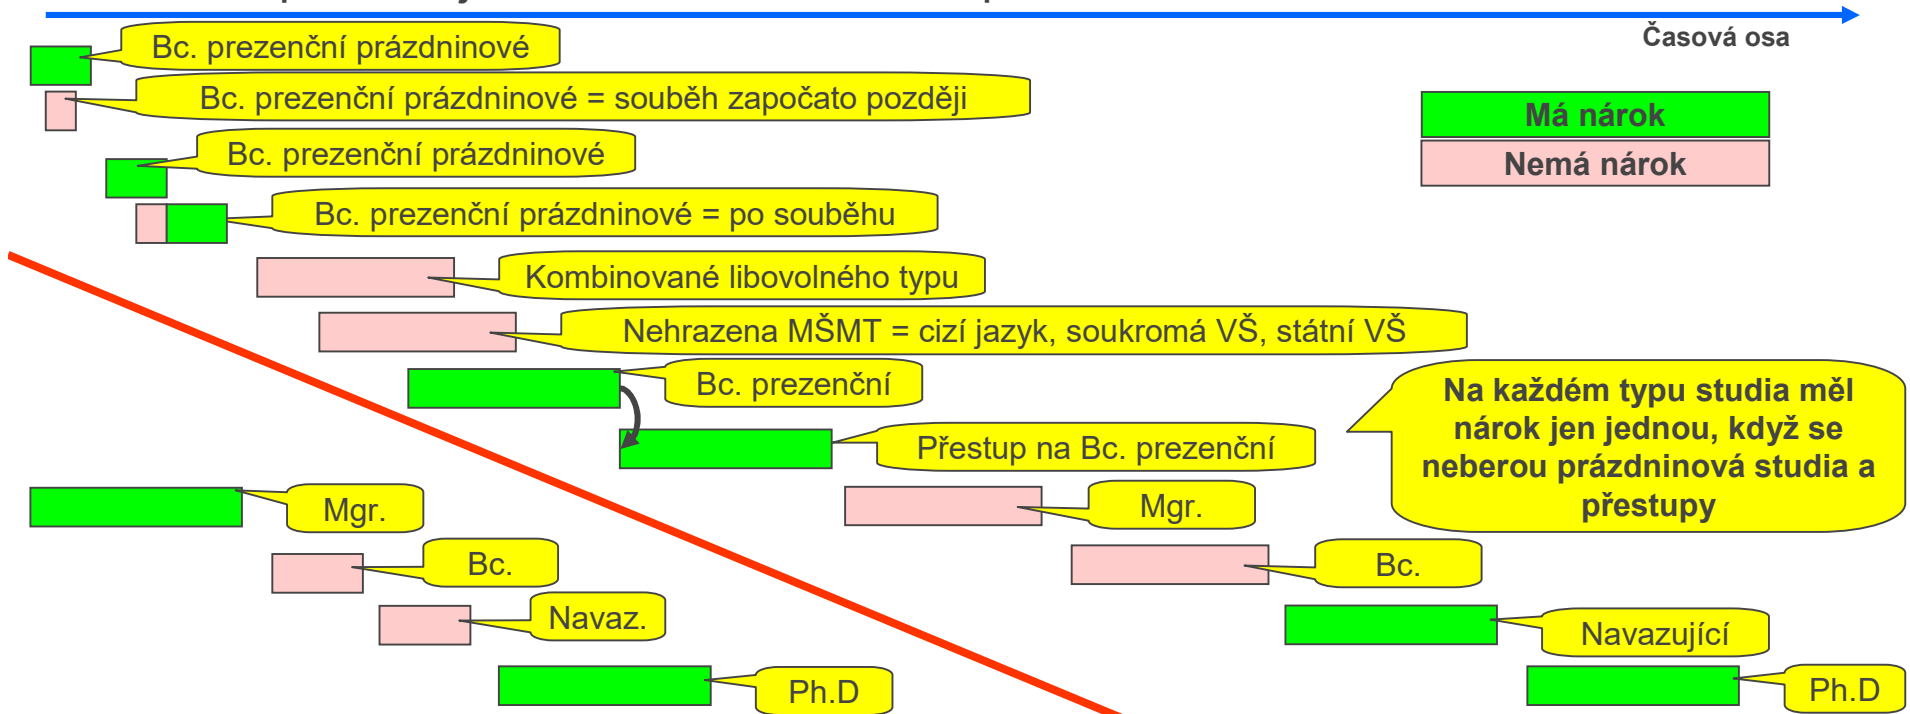 Časová osa
Bc. prezenční prázdninové
Bc. prezenční prázdninové = souběh započato později
Má nárok
Bc. prezenční prázdninové
Nemá nárok
Bc. prezenční prázdninové = po souběhu
Kombinované libovolného typu
Nehrazena MŠMT = cizí jazyk, soukromá VŠ, státní VŠ
Bc. prezenční
Na každém typu studia měl
nárok jen jednou, když se
neberou prázdninová studia a
přestupy
Přestup na Bc. prezenční
Mgr.
Mgr.
Bc.
Bc.
Navaz.
Navazující
Ph.D
Ph.D